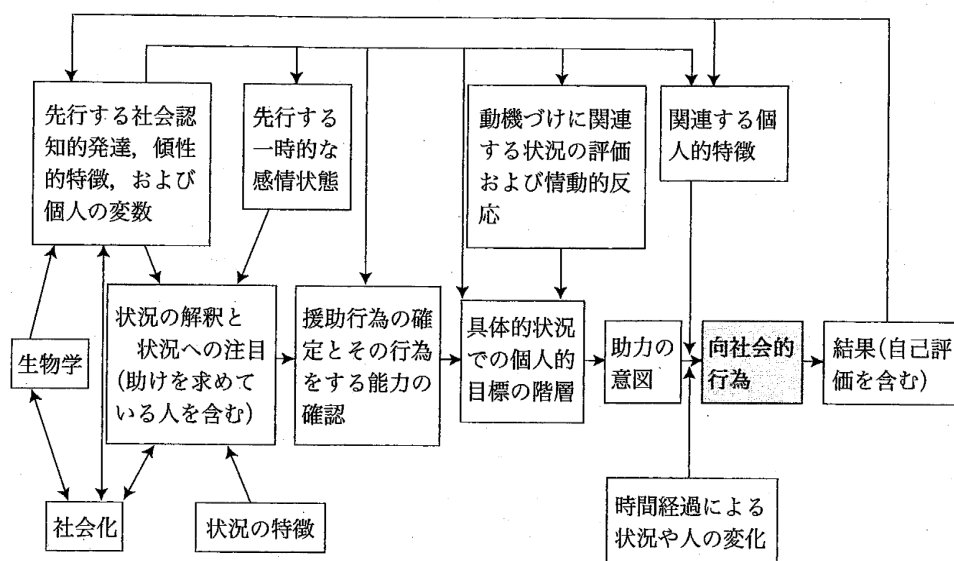 先行する社会認
知的発達，傾性
的特徴，および
個人の変数
先行する
一時的な
感情状態
動機づけに関連
する状況の評価
および情動的反
応
関連する個
人的特徴
生物学
状況の解釈と
状況への注目
(助けを求めて
いる人を含む)
援助行為の確
定とその行為
をする能力の
確認
具体的状況
での個人的
目標の階層
助力の
意図
向社会的
行為
結果(自己評
価を含む)
社会化
状況の特徴
時間経過による
状況や人の変化